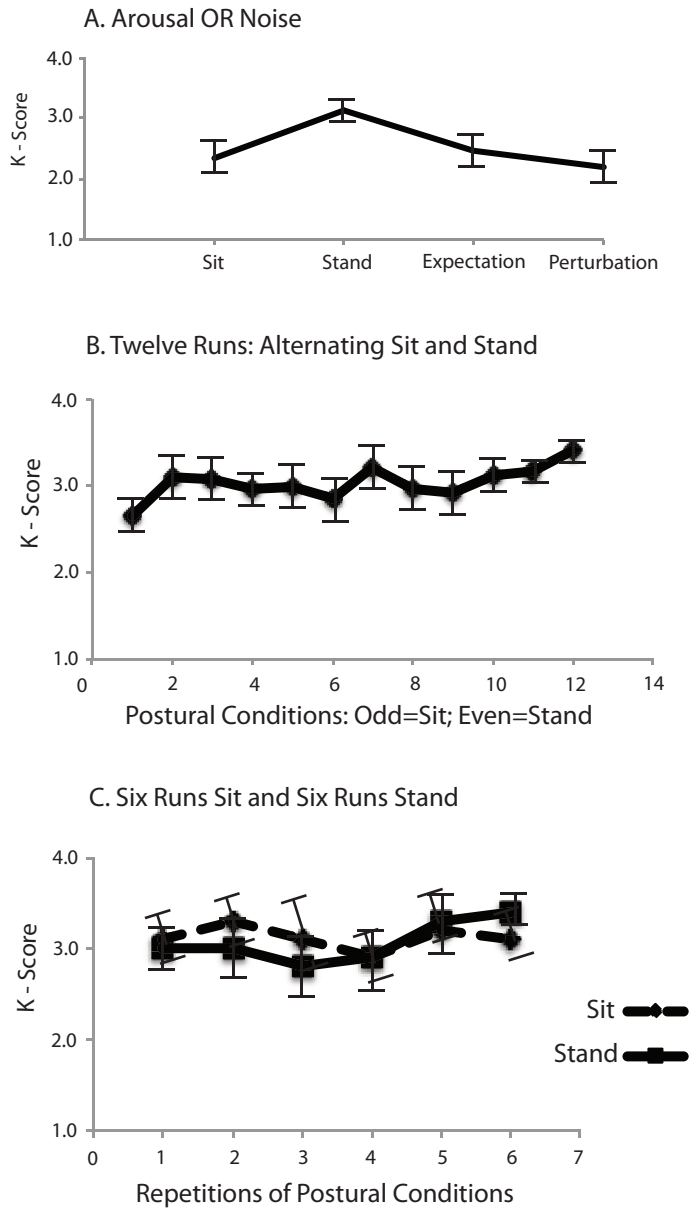 A. Arousal OR Noise
4.0
3.0
2.0
1.0
K - Score
Sit Stand Expectation Perturbation
B. Twelve Runs: Alternating Sit and Stand
4.0
3.0
2.0
1.0
K - Score
0 2 4 6 8 10 12 14
Postural Conditions: Odd=Sit; Even=Stand
C. Six Runs Sit and Six Runs Stand
4.0
3.0
2.0
1.0
K - Score
Sit
Stand
0 1 2 3 4 5 6 7
Repetitions of Postural Conditions